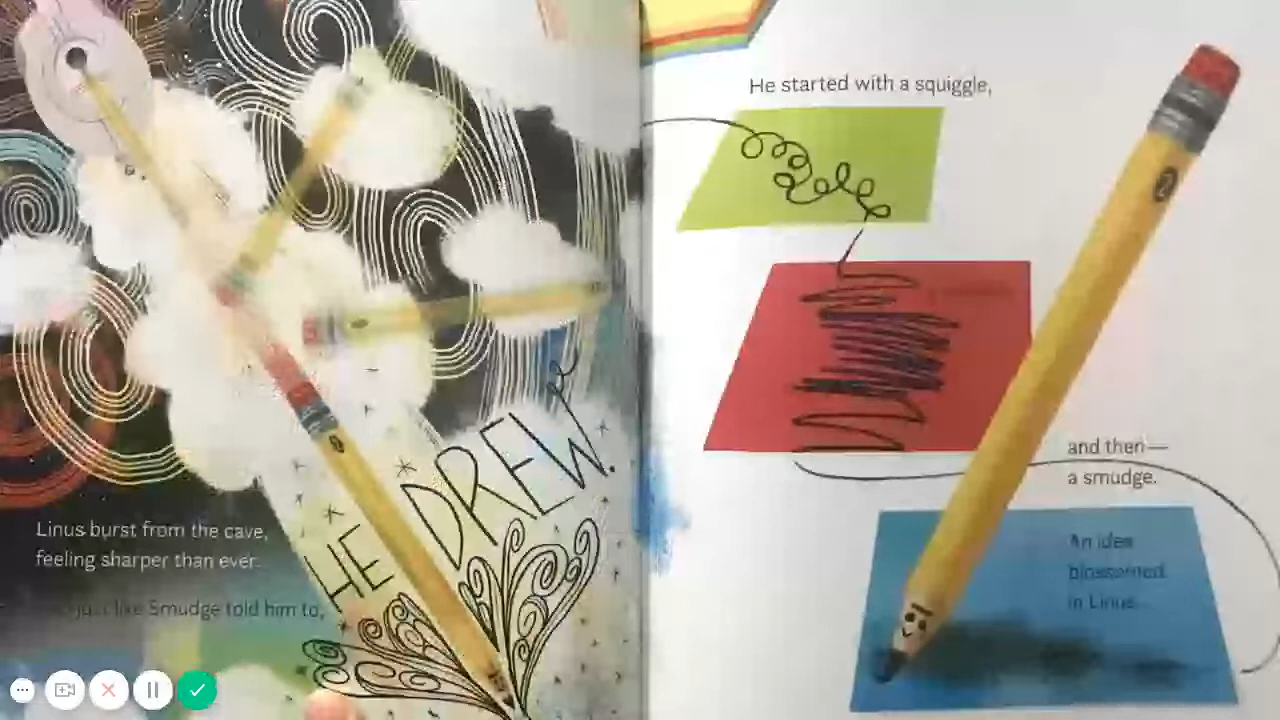 Linus burst from the cave,
feeling sharper than ever.
just like Smudge told him to,
HE DREW.
He started with a squiggle,
2
and then—
a smudge.
An idea
blossomed
in Linus.